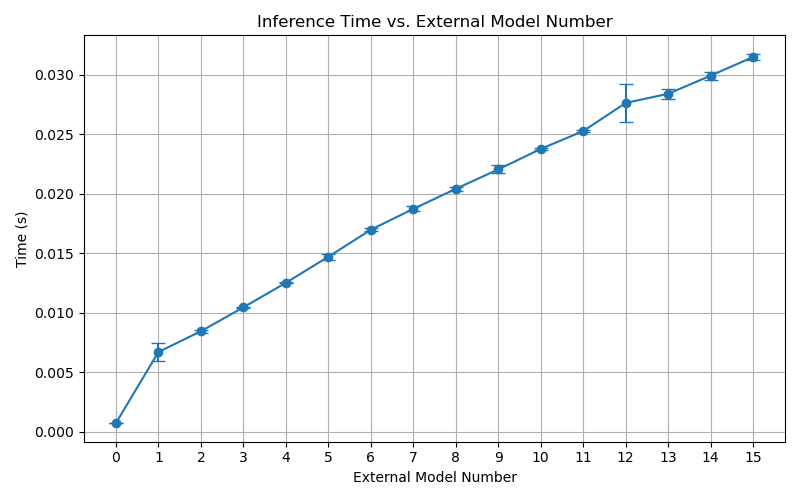 Inference Time vs. External Model Number
Time (s)
0.030
0.025
0.020
0.015
0.010
0.005
0.000
0 1 2 3 4 5 6 7 8 9 10 11 12 13 14 15
External Model Number